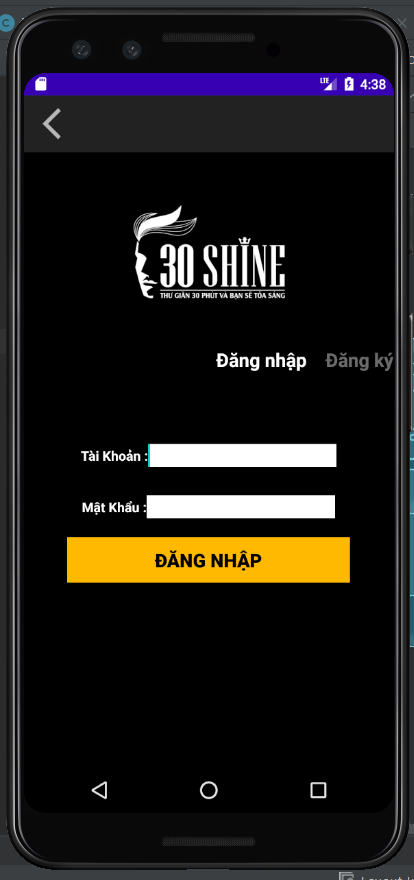 LTE 4:38
30 SHINE
THƯ GIÃN 30 PHÚT VÀ BẠN SẼ TỎA SÁNG
Đăng nhập Đăng ký
Tài Khoản :
Mật Khẩu :
ĐĂNG NHẬP